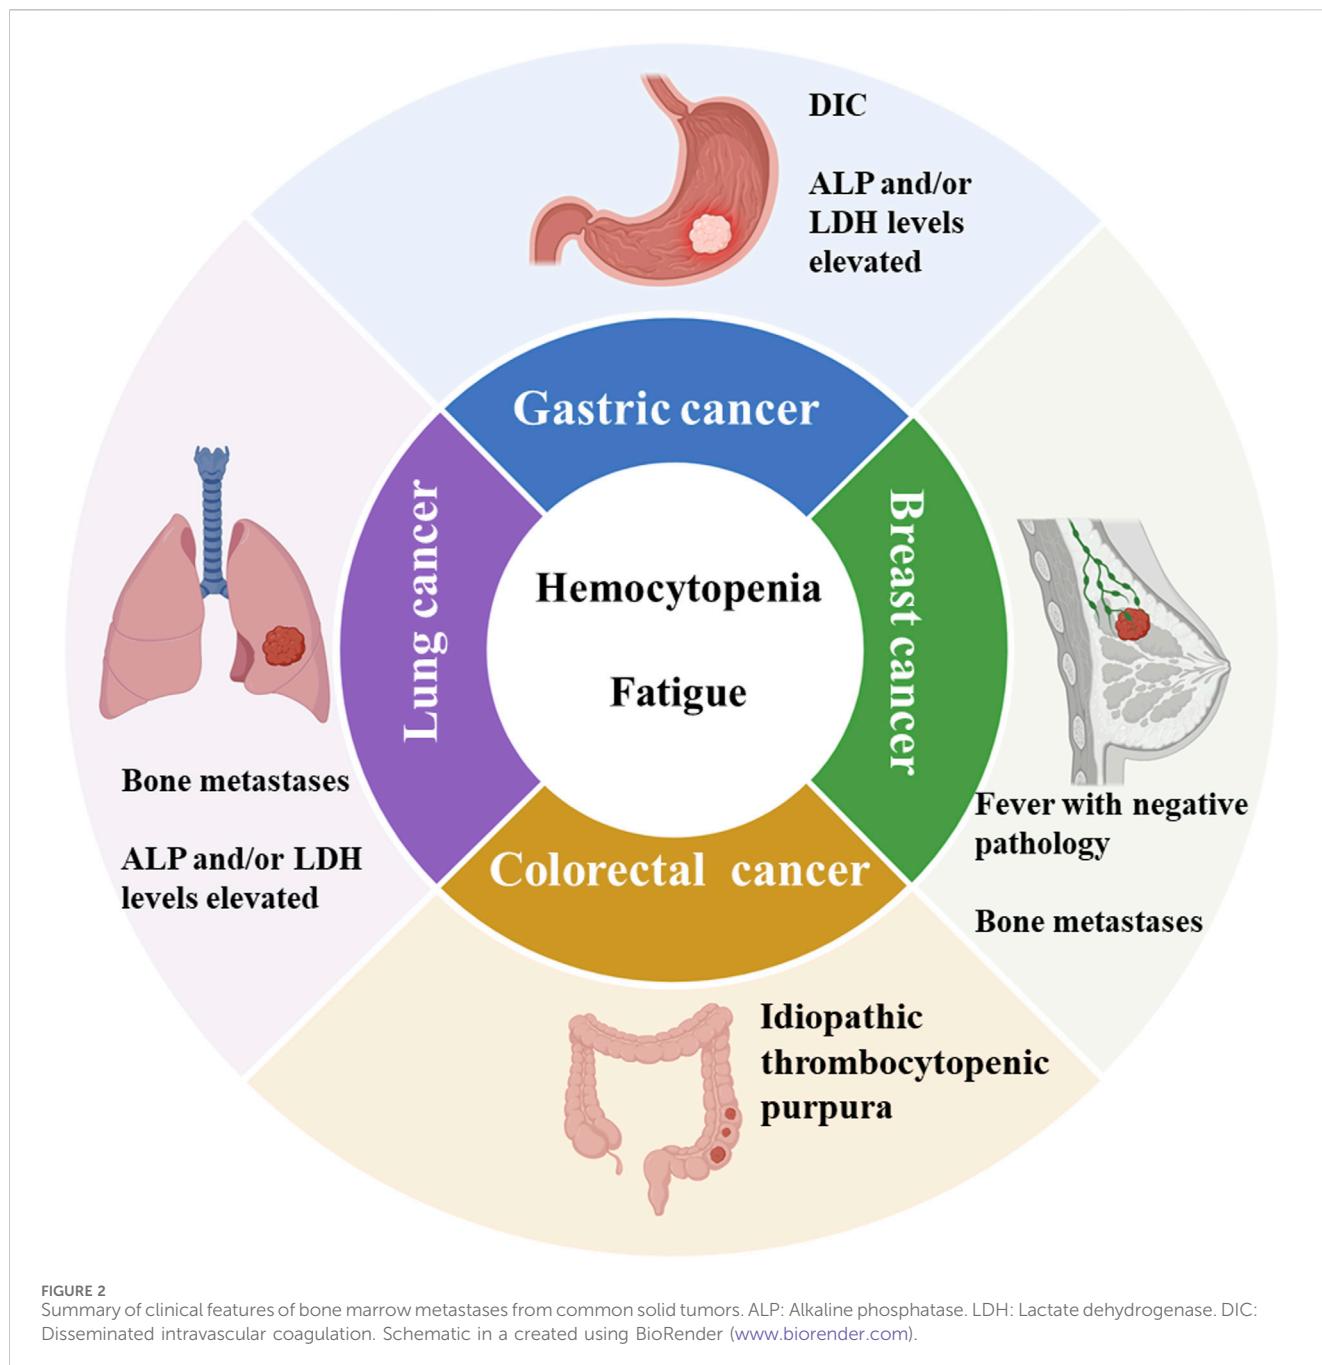 DIC
ALP and/or
LDH levels
elevated
Gastric cancer
Lung cancer
Breast cancer
Hemocytopenia
Fatigue
Bone metastases
ALP and/or LDH
levels elevated
Fever with negative
pathology
Bone metastases
Colorectal cancer
Idiopathic
thrombocytopenic
purpura
FIGURE 2
Summary of clinical features of bone marrow metastases from common solid tumors. ALP: Alkaline phosphatase. LDH: Lactate dehydrogenase. DIC:
Disseminated intravascular coagulation. Schematic in a created using BioRender (www.biorender.com).